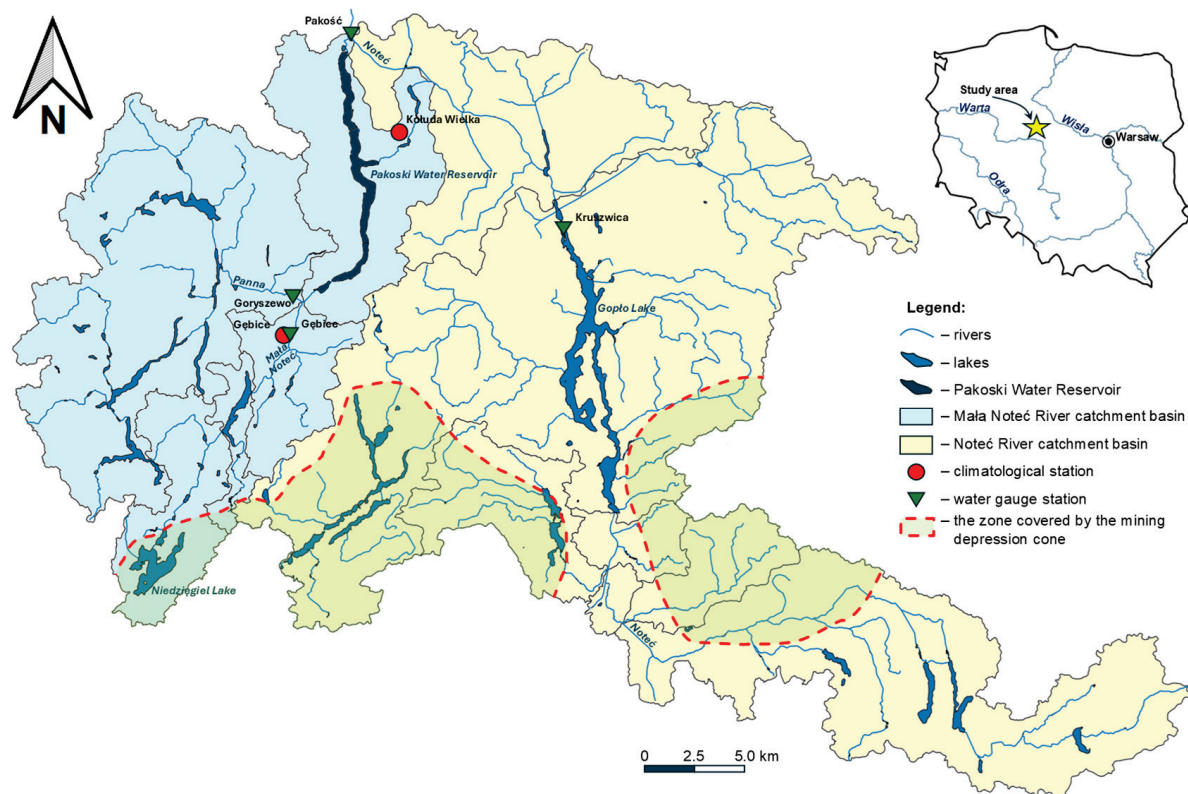 Pakość
Noteć
N
Kołuda Wielka
Pakoski Water Reservoir
Kruszwica
Panna
Goryszewo
Gębice
Gębice
Mała
Noteć
Gopło Lake
Niedzięgiel Lake
Noteć
0 2.5 5.0 km
Study area
Warta
Wisła
Warsaw
Odra
Legend:
– rivers
– lakes
– Pakoski Water Reservoir
– Mała Noteć River catchment basin
– Noteć River catchment basin
– climatological station
– water gauge station
– the zone covered by the mining
depression cone